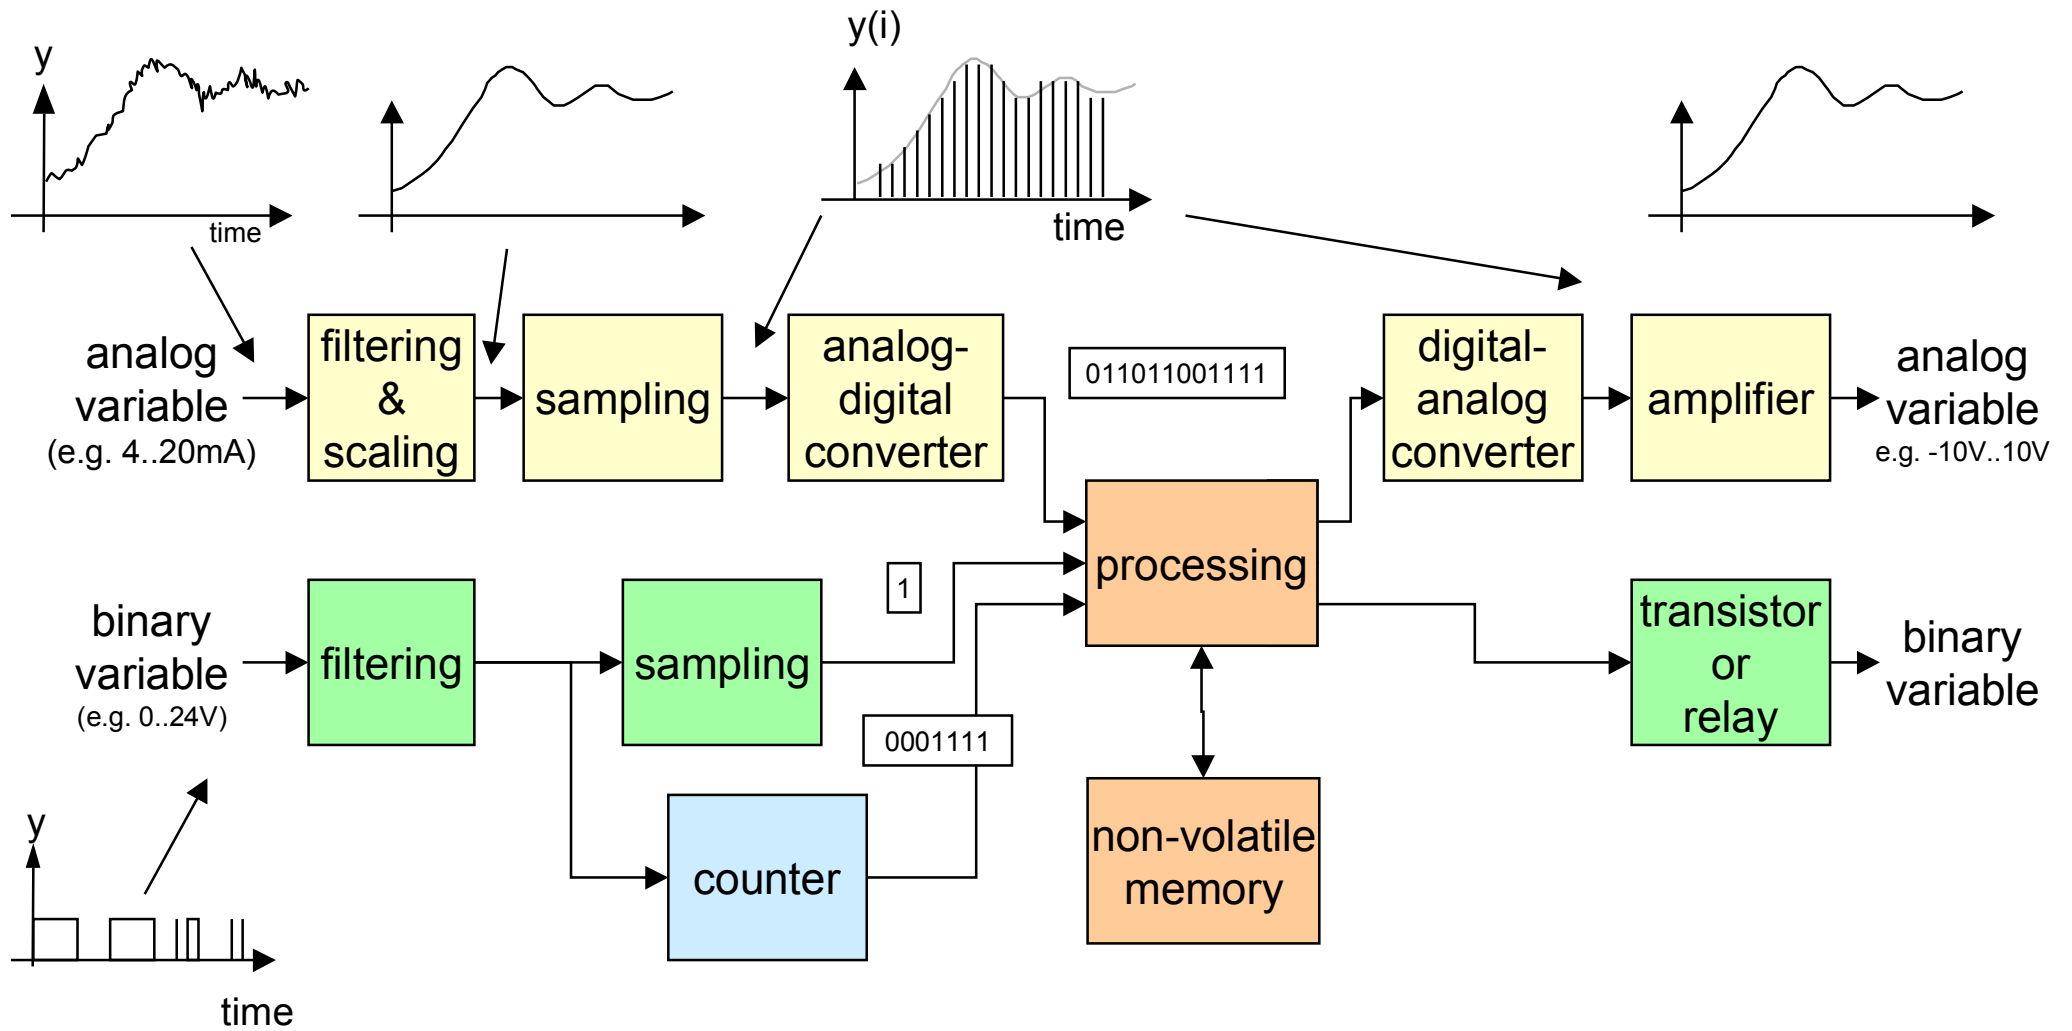 y
time
y(i)
time
analog
variable
(e.g. 4..20mA)
filtering
&
scaling
sampling
analog-
digital
converter
011011001111
digital-
analog
converter
amplifier
analog
variable
e.g. -10V..10V
processing
1
binary
variable
(e.g. 0..24V)
filtering
sampling
0001111
transistor
or
relay
binary
variable
counter
non-volatile
memory
y
time